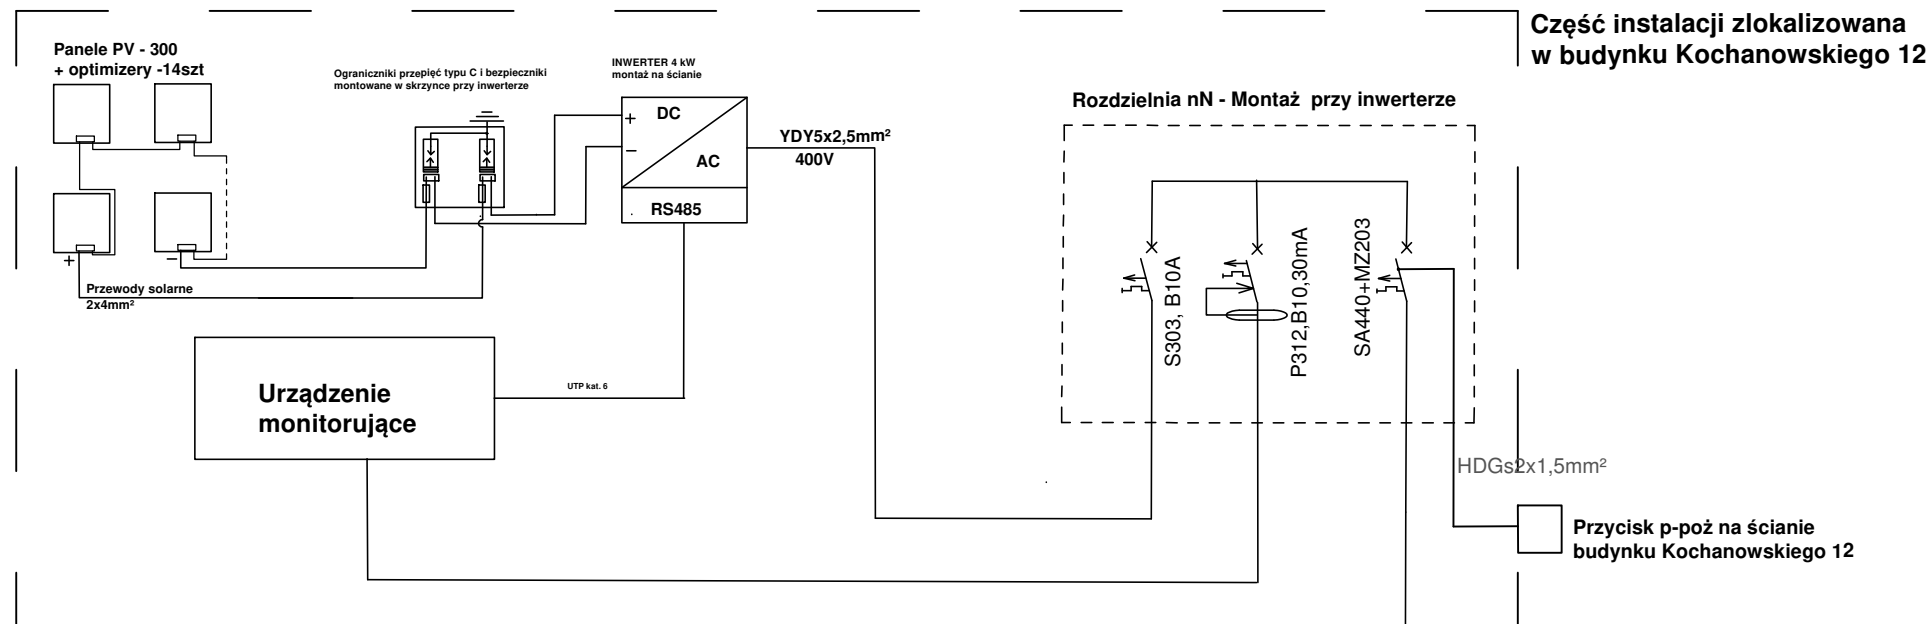 Część instalacji zlokalizowana
w budynku Kochanowskiego 12
Panele PV - 300
+ optimizery -14szt
Ograniczniki przepięć typu C i bezpieczniki
montowane w skrzynce przy inwerterze
INWERTER 4 kW
montaż na ścianie
Rozdzielnia nN - Montaż przy inwerterze
+
DC
−
AC
RS485
YDY5x2,5mm²
400V
+
−
Przewody solarne
2x4mm²
S303, B10A
P312,B10,30mA
SA440+MZ203
Urządzenie
monitorujące
UTP kat. 6
HDGs2x1,5mm²
Przycisk p-poż na ścianie
budynku Kochanowskiego 12